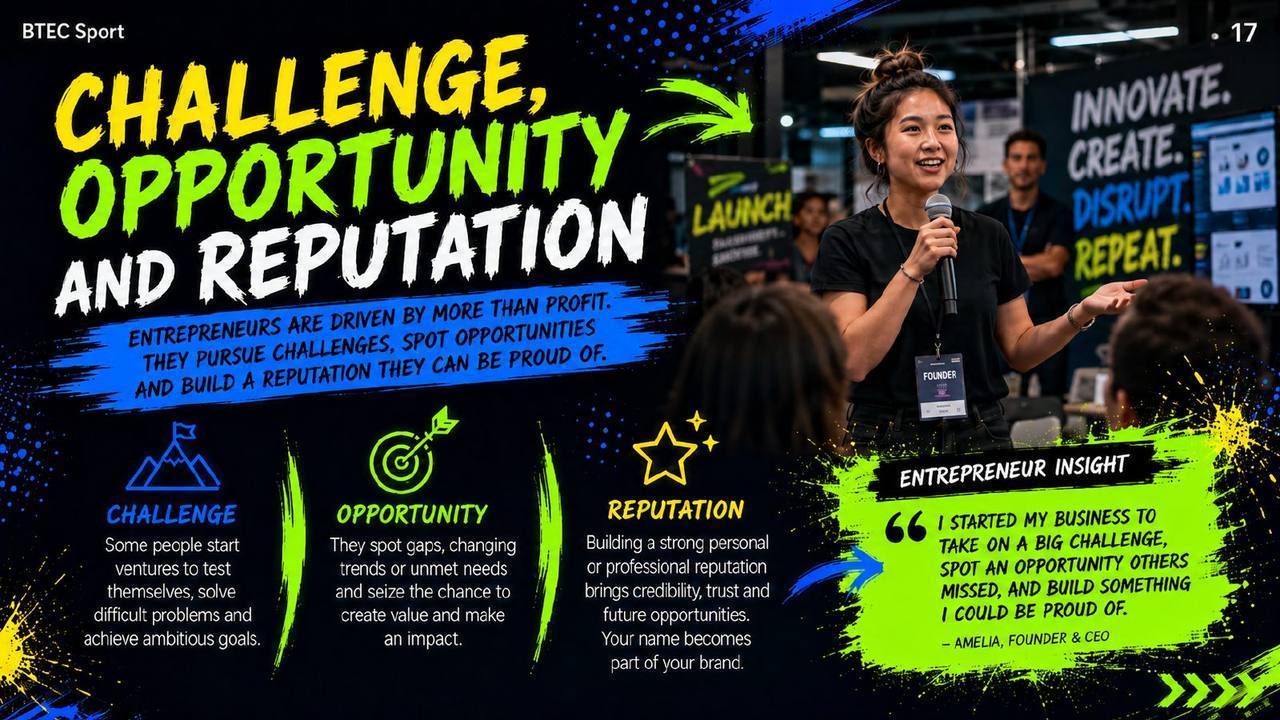 BTEC Sport
17
CHALLENGE,
OPPORTUNITY
AND REPUTATION
ENTREPRENEURS ARE DRIVEN BY MORE THAN PROFIT.
THEY PURSUE CHALLENGES, SPOT OPPORTUNITIES
AND BUILD A REPUTATION THEY CAN BE PROUD OF.
LAUNCH
INNOVATE.
CREATE.
DISRUPT.
REPEAT.
FOUNDER
CHALLENGE
Some people start
ventures to test
themselves, solve
difficult problems and
achieve ambitious goals.
OPPORTUNITY
They spot gaps, changing
trends or unmet needs
and seize the chance to
create value and make
an impact.
REPUTATION
Building a strong personal
or professional reputation
brings credibility, trust and
future opportunities.
Your name becomes
part of your brand.
ENTREPRENEUR INSIGHT
“ I STARTED MY BUSINESS TO
TAKE ON A BIG CHALLENGE,
SPOT AN OPPORTUNITY OTHERS
MISSED, AND BUILD SOMETHING
I COULD BE PROUD OF.
– AMELIA, FOUNDER & CEO